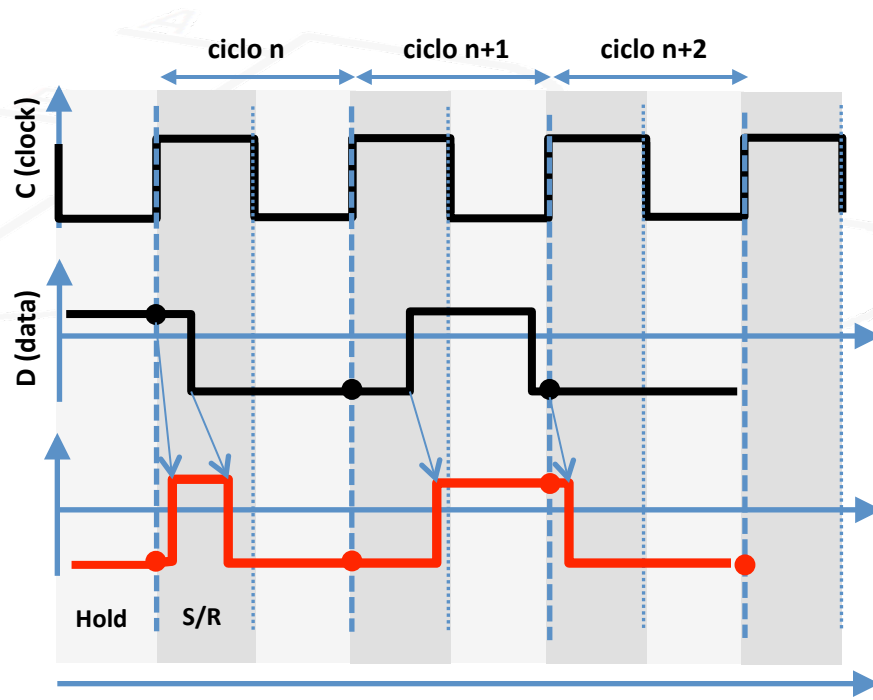 ciclo n
ciclo n+1
ciclo n+2
C (clock)
D (data)
Hold
S/R